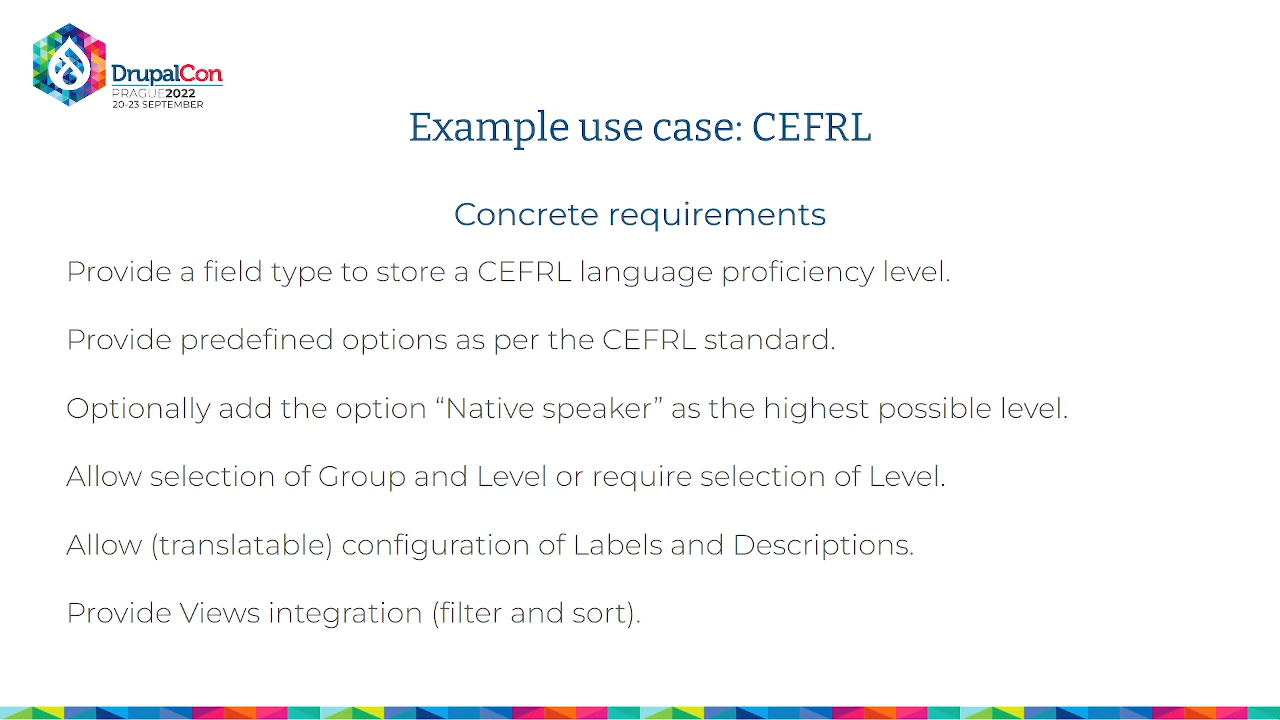 DrupalCon
PRAGUE2022
20-23 SEPTEMBER
Example use case: CEFRL
Concrete requirements
Provide a field type to store a CEFRL language proficiency level.
Provide predefined options as per the CEFRL standard.
Optionally add the option “Native speaker” as the highest possible level.
Allow selection of Group and Level or require selection of Level.
Allow (translatable) configuration of Labels and Descriptions.
Provide Views integration (filter and sort).